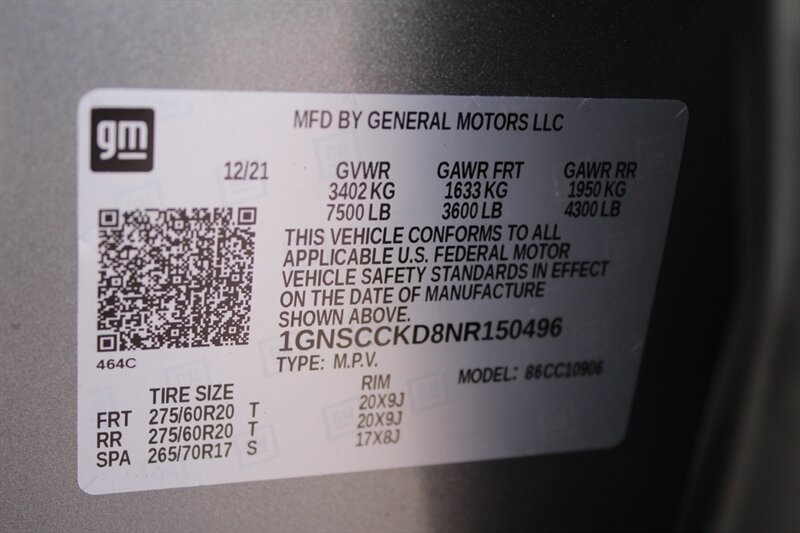 gm
MFD BY GENERAL MOTORS LLC
12/21 GVWR GAWR FRT GAWR RR
3402 KG 1633 KG 1950 KG
7500 LB 3600 LB 4300 LB
THIS VEHICLE CONFORMS TO ALL
APPLICABLE U.S. FEDERAL MOTOR
VEHICLE SAFETY STANDARDS IN EFFECT
ON THE DATE OF MANUFACTURE
SHOWN ABOVE.
1GNSCCKD8NR150496
464C
TYPE: M.P.V.
MODEL: 86CC10906
TIRE SIZE RIM
FRT 275/60R20 T 20X9J
RR 275/60R20 T 20X9J
SPA 265/70R17 S 17X8J